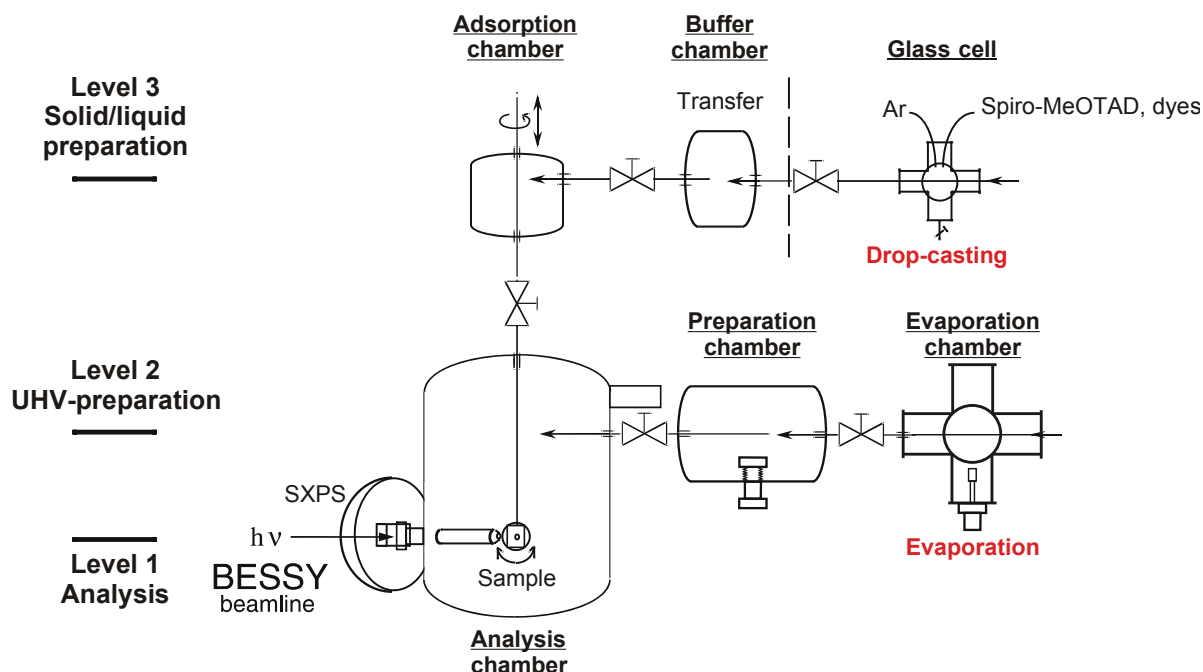 Adsorption
chamber
Buffer
chamber
Glass cell
Level 3
Solid/liquid
preparation
Transfer
Ar
Spiro-MeOTAD, dyes
Drop-casting
Preparation
chamber
Evaporation
chamber
Level 2
UHV-preparation
SXPS
hν
Evaporation
Level 1
Analysis
BESSY
beamline
Sample
Analysis
chamber